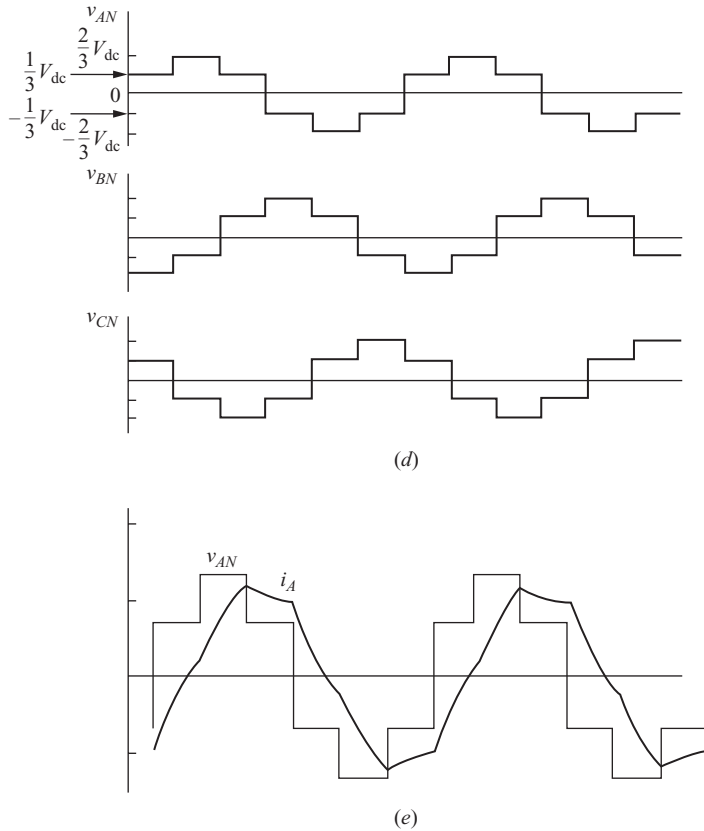 v_AN
2/3 V_dc
1/3 V_dc
0
−1/3 V_dc
−2/3 V_dc
v_BN
v_CN
(d)
v_AN
i_A
(e)